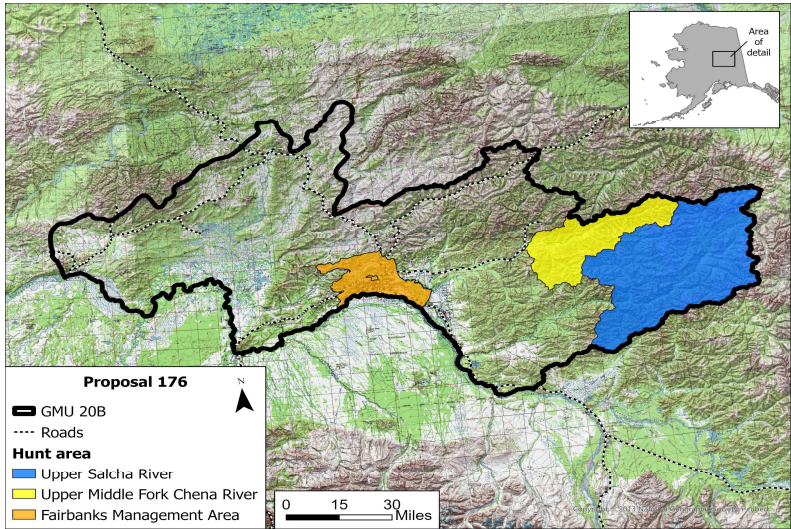 Area
of
detail
Proposal 176
N
GMU 20B
Roads
Hunt area
Upper Salcha River
Upper Middle Fork Chena River
Fairbanks Management Area
0 15 30
Miles